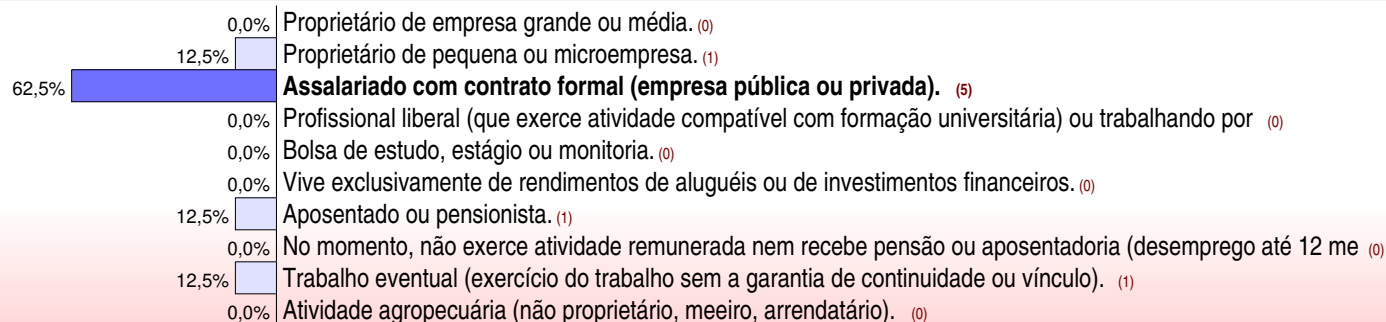 0,0% Proprietário de empresa grande ou média. (0)
12,5% Proprietário de pequena ou microempresa. (1)
62,5% Assalariado com contrato formal (empresa pública ou privada). (5)
0,0% Profissional liberal (que exerce atividade compatível com formação universitária) ou trabalhando por (0)
0,0% Bolsa de estudo, estágio ou monitoria. (0)
0,0% Vive exclusivamente de rendimentos de aluguéis ou de investimentos financeiros. (0)
12,5% Aposentado ou pensionista. (1)
0,0% No momento, não exerce atividade remunerada nem recebe pensão ou aposentadoria (desemprego até 12 me (0)
12,5% Trabalho eventual (exercício do trabalho sem a garantia de continuidade ou vínculo). (1)
0,0% Atividade agropecuária (não proprietário, meeiro, arrendatário). (0)